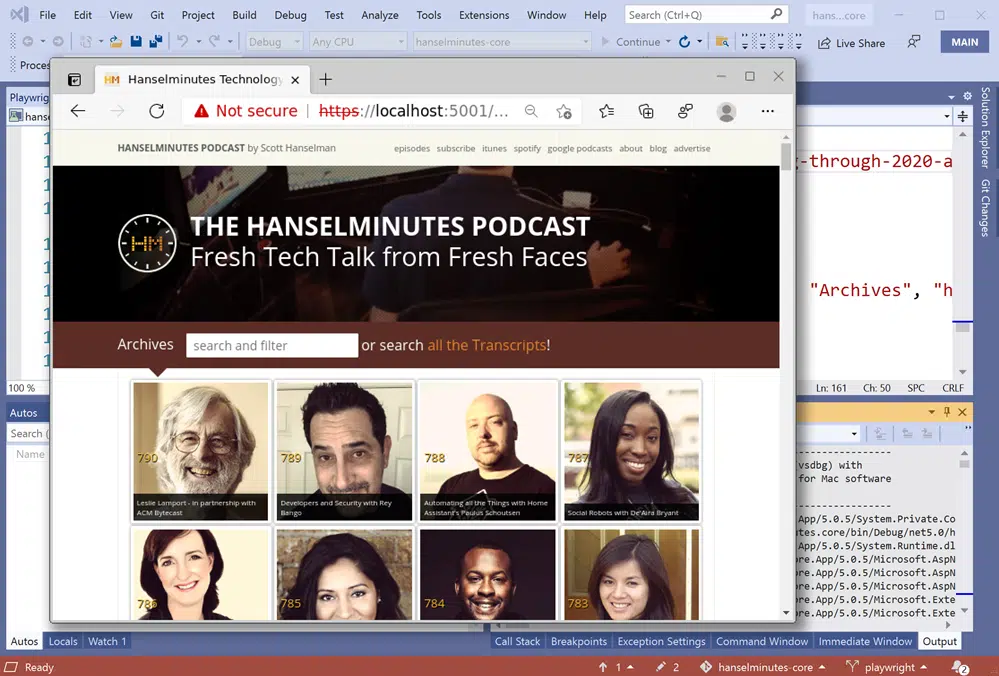 File Edit View Git Project Build Debug Test Analyze Tools Extensions Window Help Search (Ctrl+Q) hans...core
Debug Any CPU hanselminutes-core Continue Live Share MAIN
Proces
Hanselminutes Technology
Not secure https://localhost:5001/...
Playwrig
hanse
HANSELMINUTES PODCAST by Scott Hanselman episodes subscribe itunes spotify google podcasts about blog advertise
g-through-2020-a
HM
THE HANSELMINUTES PODCAST
Fresh Tech Talk from Fresh Faces
"Archives", "h
Archives search and filter or search all the Transcripts!
100 % Ln: 161 Ch: 50 SPC CRLF
790 789 788 787
Leslie Lamport - in partnership with ACM Bytecast
Developers and Security with Rey Bango
Automating all the Things with Home Assistant's Paulus Schoutsen
Social Robots with De'Aira Bryant
786 785 784 783
Solution Explorer
Git Changes
Autos
Search (
Name
vsdbg) with
for Mac software
App/5.0.5/System.Private.Co
utes.core/bin/Debug/net5.0/h
App/5.0.5/System.Runtime.dl
ore.App/5.0.5/Microsoft.AspN
ore.App/5.0.5/Microsoft.AspN
ore.App/5.0.5/Microsoft.AspN
ore.App/5.0.5/Microsoft.Exte
ore.App/5.0.5/Microsoft.Exte
Autos Locals Watch 1 Call Stack Breakpoints Exception Settings Command Window Immediate Window Output
Ready 1 2 hanselminutes-core playwright 2